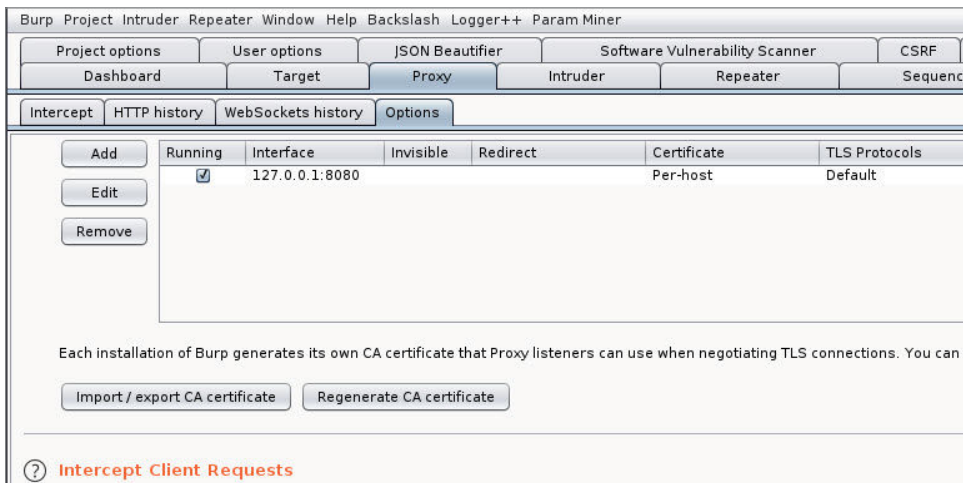 Burp Project Intruder Repeater Window Help Backslash Logger++ Param Miner
Project options User options JSON Beautifier Software Vulnerability Scanner CSRF
Dashboard Target Proxy Intruder Repeater Sequenc
Intercept HTTP history WebSockets history Options
Add Running Interface Invisible Redirect Certificate TLS Protocols
127.0.0.1:8080 Per-host Default
Edit
Remove
Each installation of Burp generates its own CA certificate that Proxy listeners can use when negotiating TLS connections. You can
Import / export CA certificate Regenerate CA certificate
? Intercept Client Requests